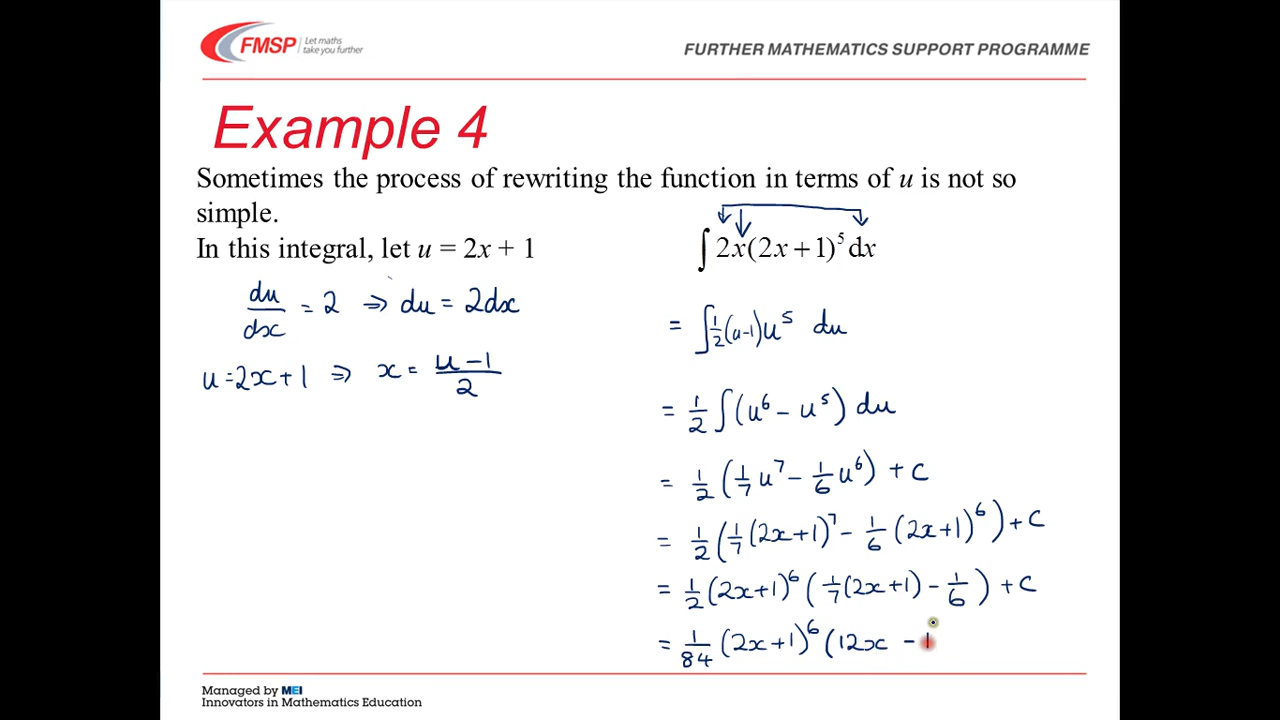 FMSP Let maths
take you further
FURTHER MATHEMATICS SUPPORT PROGRAMME
Example 4
Sometimes the process of rewriting the function in terms of u is not so
simple.
In this integral, let u = 2x + 1
∫ 2x(2x + 1)⁵ dx
du/dx = 2 ⇒ du = 2dx
u = 2x + 1 ⇒ x = (u − 1)/2
= ∫ ½(u−1)u⁵ du
= ½ ∫(u⁶ − u⁵) du
= ½ (1/7 u⁷ − 1/6 u⁶) + c
= ½ (1/7 (2x+1)⁷ − 1/6 (2x+1)⁶) + c
= ½ (2x+1)⁶ (1/7 (2x+1) − 1/6) + c
= 1/84 (2x+1)⁶ (12x − 1
Managed by MEI
Innovators in Mathematics Education